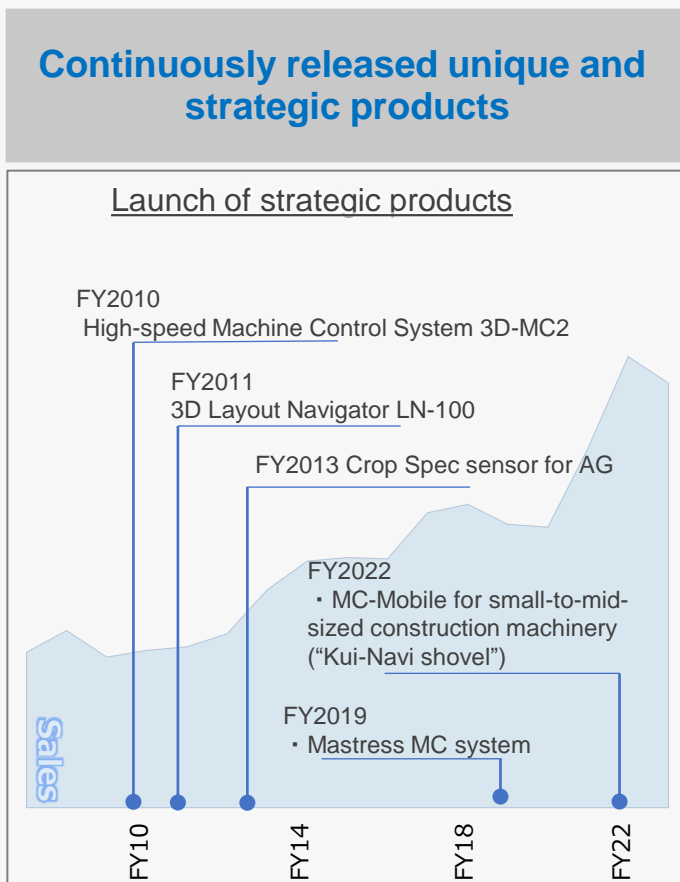 Continuously released unique and
strategic products
Launch of strategic products
FY2010
High-speed Machine Control System 3D-MC2
FY2011
3D Layout Navigator LN-100
FY2013 Crop Spec sensor for AG
FY2022
・MC-Mobile for small-to-mid-
sized construction machinery
(“Kui-Navi shovel”)
FY2019
・Mastress MC system
Sales
FY10
FY14
FY18
FY22